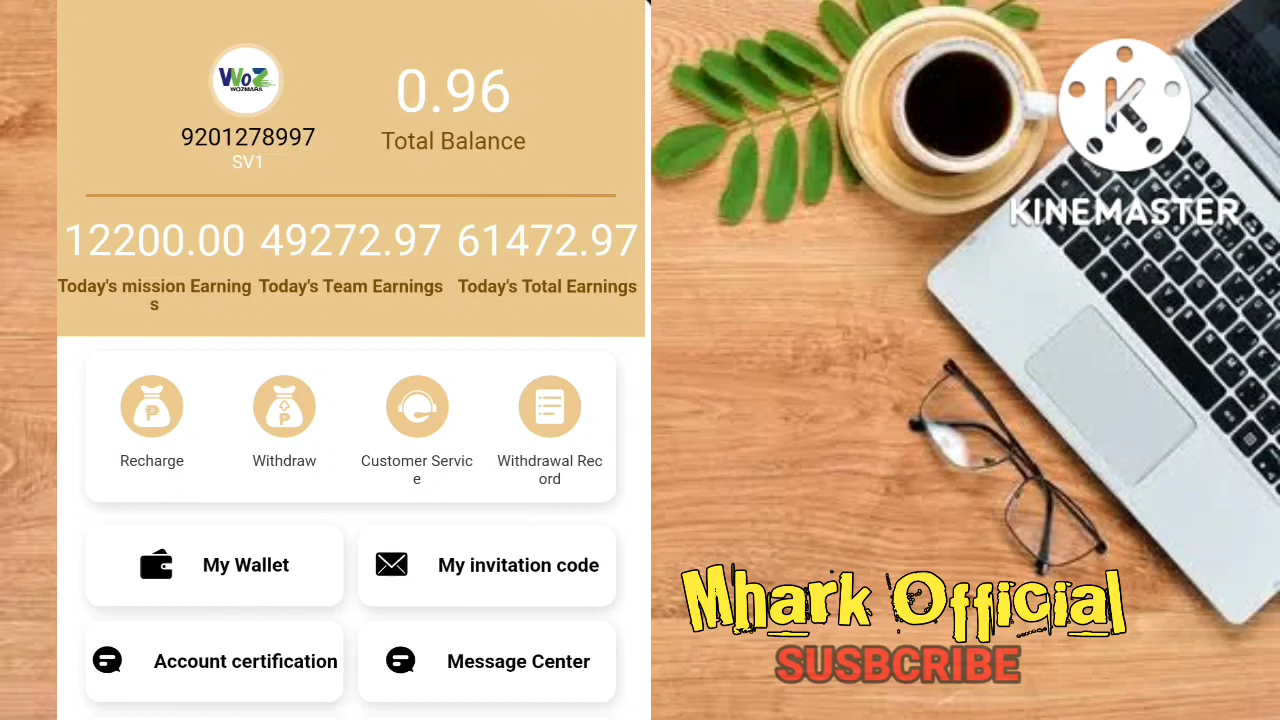 WoZ
WOZMARA
9201278997
SV1
0.96
Total Balance
12200.00 49272.97 61472.97
Today's mission Earning
s
Today's Team Earnings
Today's Total Earnings
Recharge
Withdraw
Customer Servic
e
Withdrawal Rec
ord
My Wallet
My invitation code
Account certification
Message Center
K
KINEMASTER
Mhark Official
SUSBCRIBE